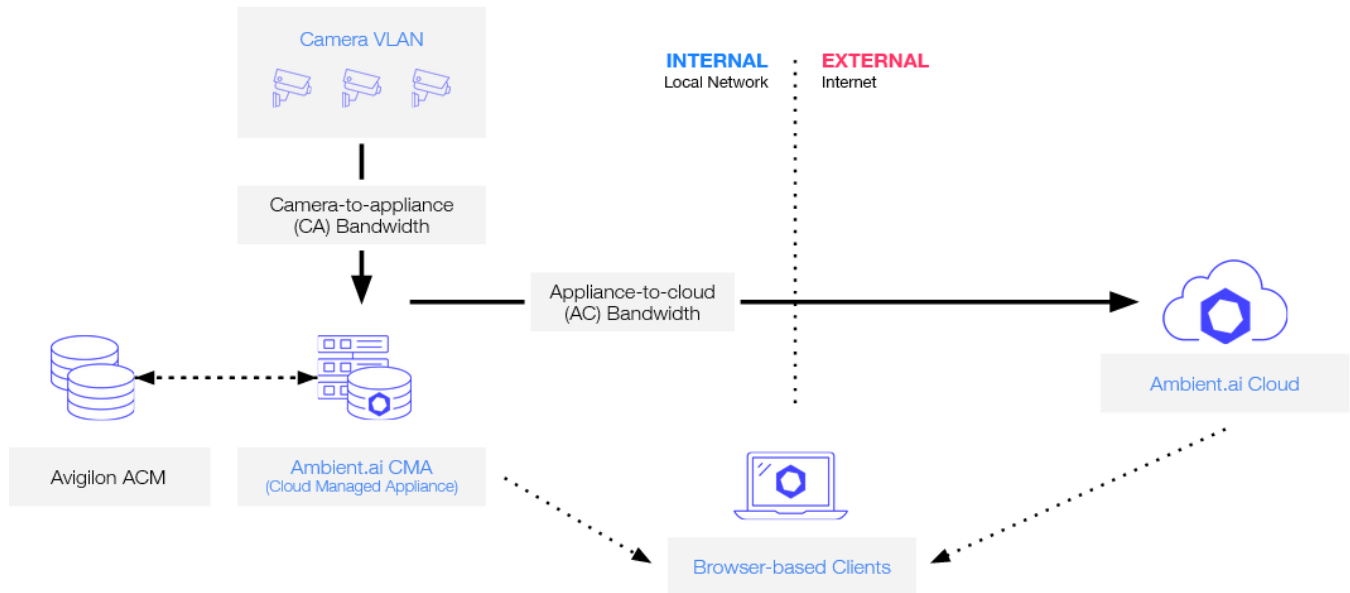 Camera VLAN
INTERNAL
Local Network
EXTERNAL
Internet
Camera-to-appliance
(CA) Bandwidth
Appliance-to-cloud
(AC) Bandwidth
Ambient.ai Cloud
Avigilon ACM
Ambient.ai CMA
(Cloud Managed Appliance)
Browser-based Clients